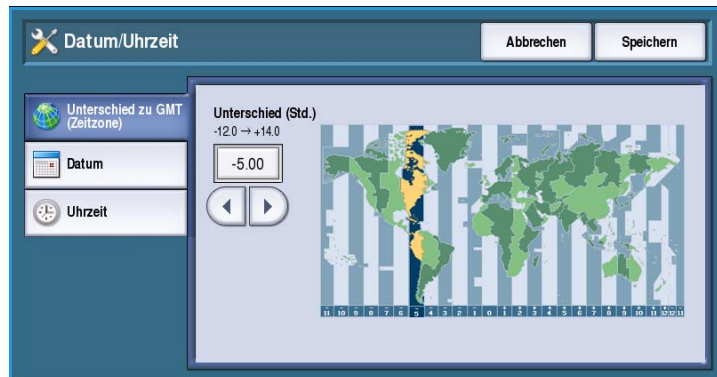 Datum/Uhrzeit
Abbrechen
Speichern
Unterschied zu GMT
(Zeitzone)
Datum
Uhrzeit
Unterschied (Std.)
-12.0 → +14.0
-5.00
11 10 9 8 7 6 5 4 3 2 1 0 1 2 3 4 5 6 7 8 9 10 11 12 12 11